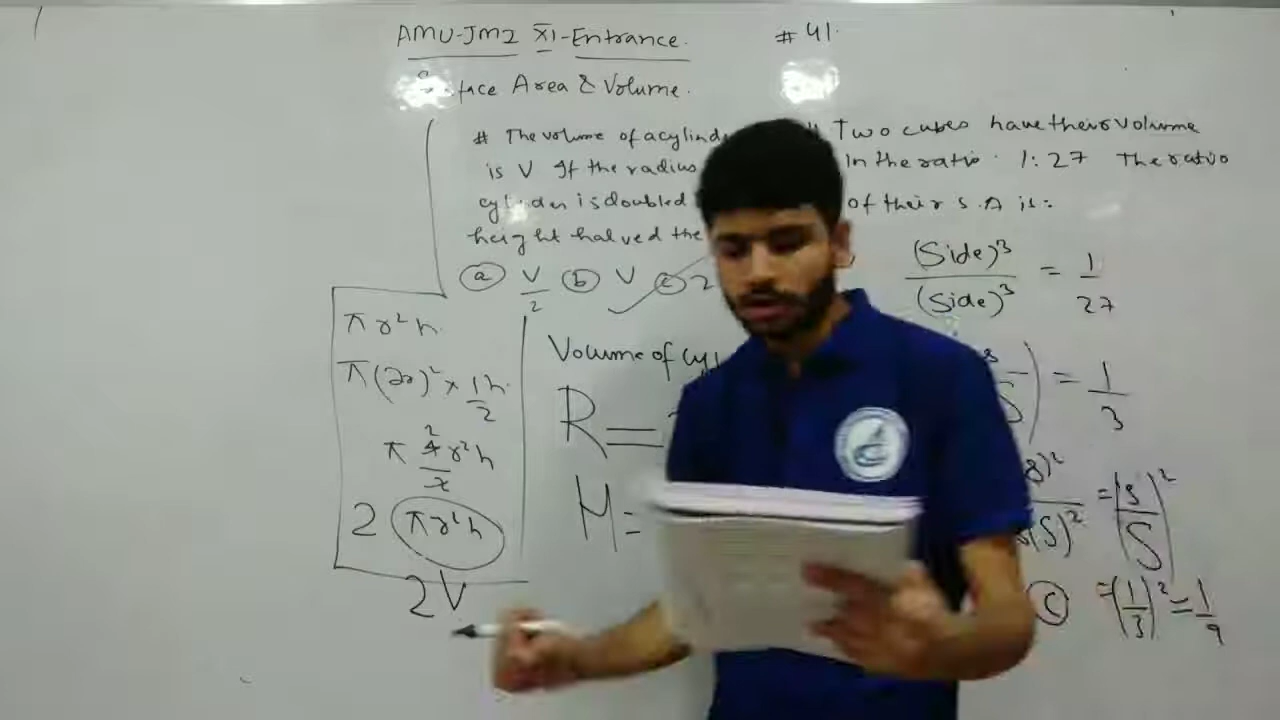 AMU-JMI XI-Entrance. # 41.
Surface Area & Volume.
# The volume of a cylinder
is V If the radius
cylinder is doubled
height halved the
(a) V/2 (b) V (c) 2
πr²h
π(2r)² × 1/2 h
π 4r²h
2 πr²h
2V
Volume of cyl
R =
H =
Two cubes have their volume
in the ratio 1:27 The ratio
of their S.A is:
(Side)³/(Side)³ = 1/27
= 1/3
(S)² = (s/S)²
(c) = (1/3)² = 1/9